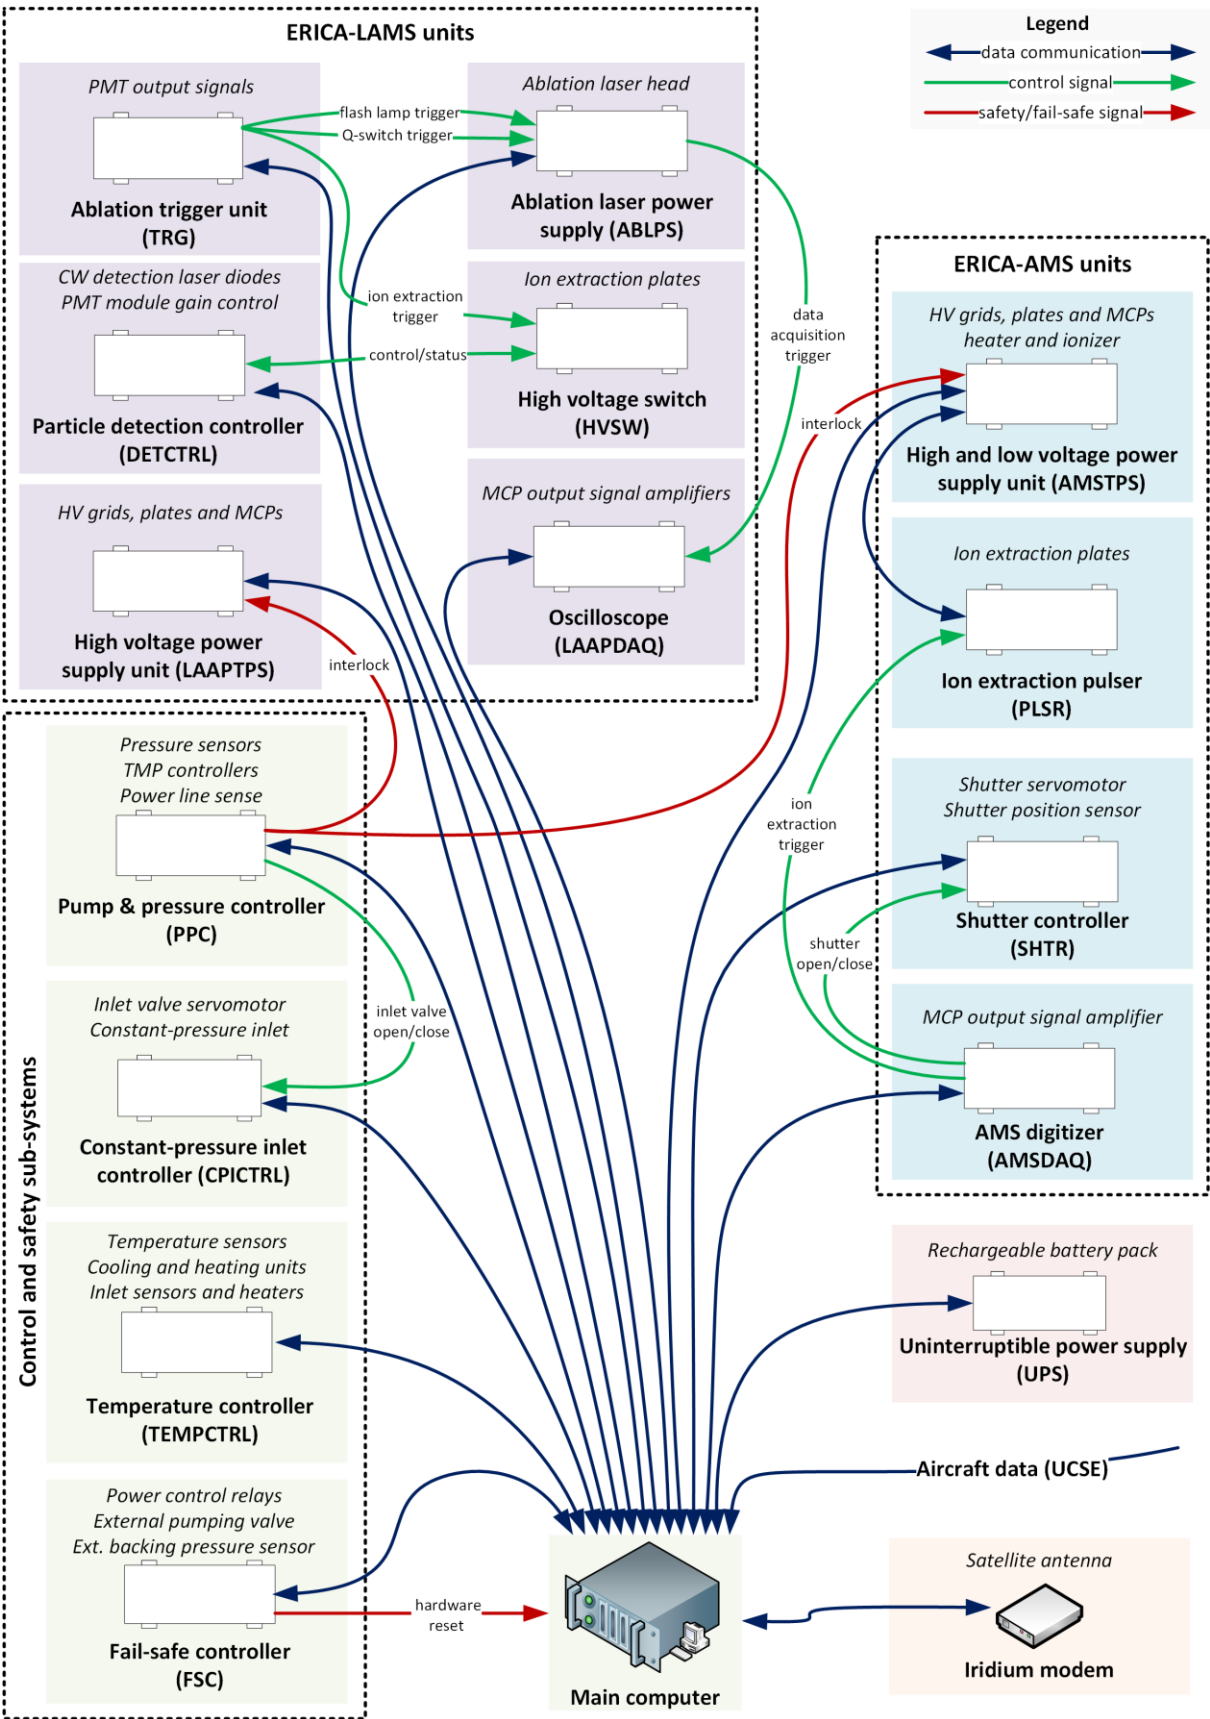 ERICA-LAMS units
PMT output signals
Ablation trigger unit
(TRG)
flash lamp trigger
Q-switch trigger
Ablation laser head
Ablation laser power
supply (ABLPS)
CW detection laser diodes
PMT module gain control
Particle detection controller
(DETCTRL)
ion extraction
trigger
control/status
Ion extraction plates
High voltage switch
(HVSW)
data
acquisition
trigger
HV grids, plates and MCPs
High voltage power
supply unit (LAAPTPS)
interlock
MCP output signal amplifiers
Oscilloscope
(LAAPDAQ)
Legend
data communication
control signal
safety/fail-safe signal
ERICA-AMS units
HV grids, plates and MCPs
heater and ionizer
High and low voltage power
supply unit (AMSTPS)
interlock
Ion extraction plates
Ion extraction pulser
(PLSR)
ion
extraction
trigger
Shutter servomotor
Shutter position sensor
Shutter controller
(SHTR)
shutter
open/close
MCP output signal amplifier
AMS digitizer
(AMSDAQ)
Control and safety sub-systems
Pressure sensors
TMP controllers
Power line sense
Pump & pressure controller
(PPC)
inlet valve
open/close
Inlet valve servomotor
Constant-pressure inlet
Constant-pressure inlet
controller (CPICTRL)
Temperature sensors
Cooling and heating units
Inlet sensors and heaters
Temperature controller
(TEMPCTRL)
Power control relays
External pumping valve
Ext. backing pressure sensor
Fail-safe controller
(FSC)
hardware
reset
Main computer
Rechargeable battery pack
Uninterruptible power supply
(UPS)
Aircraft data (UCSE)
Satellite antenna
Iridium modem